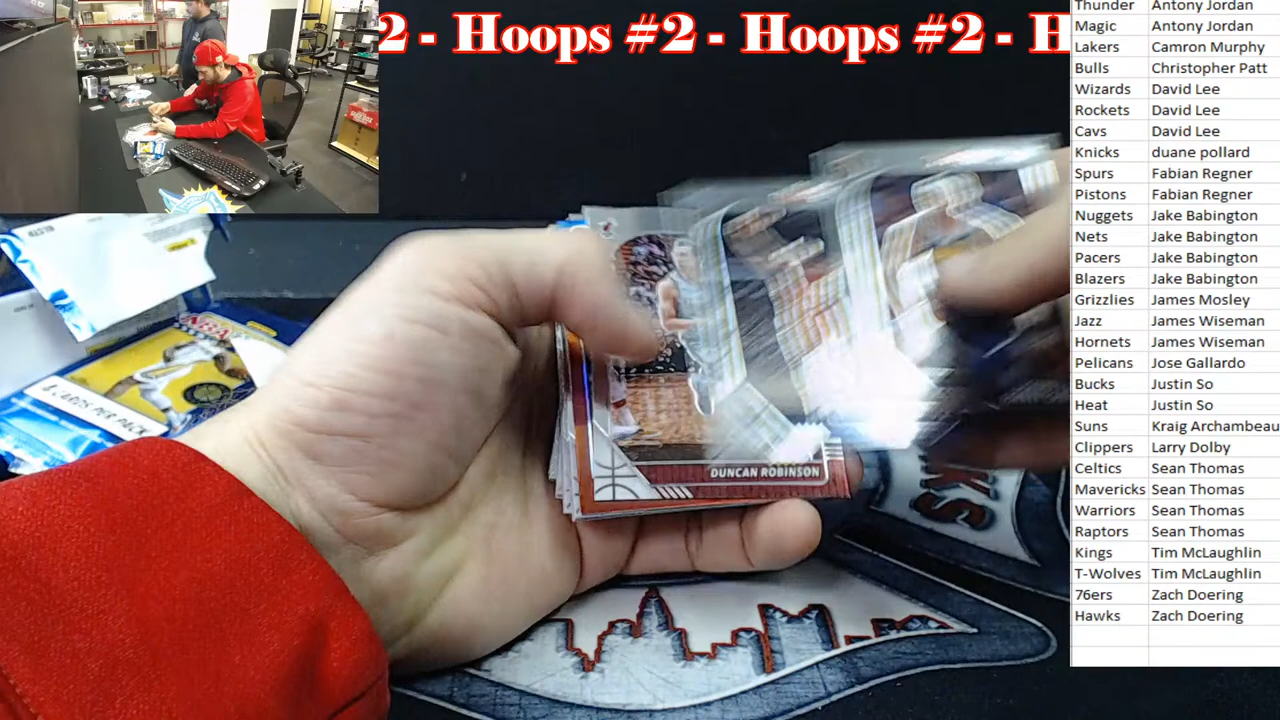 2 - Hoops #2 - Hoops #2 - H
Thunder Antony Jordan
Magic Antony Jordan
Lakers Camron Murphy
Bulls Christopher Patt
Wizards David Lee
Rockets David Lee
Cavs David Lee
Knicks duane pollard
Spurs Fabian Regner
Pistons Fabian Regner
Nuggets Jake Babington
Nets Jake Babington
Pacers Jake Babington
Blazers Jake Babington
Grizzlies James Mosley
Jazz James Wiseman
Hornets James Wiseman
Pelicans Jose Gallardo
Bucks Justin So
Heat Justin So
Suns Kraig Archambeau
Clippers Larry Dolby
Celtics Sean Thomas
Mavericks Sean Thomas
Warriors Sean Thomas
Raptors Sean Thomas
Kings Tim McLaughlin
T-Wolves Tim McLaughlin
76ers Zach Doering
Hawks Zach Doering
NBA
4 CARDS PER PACK
DUNCAN ROBINSON